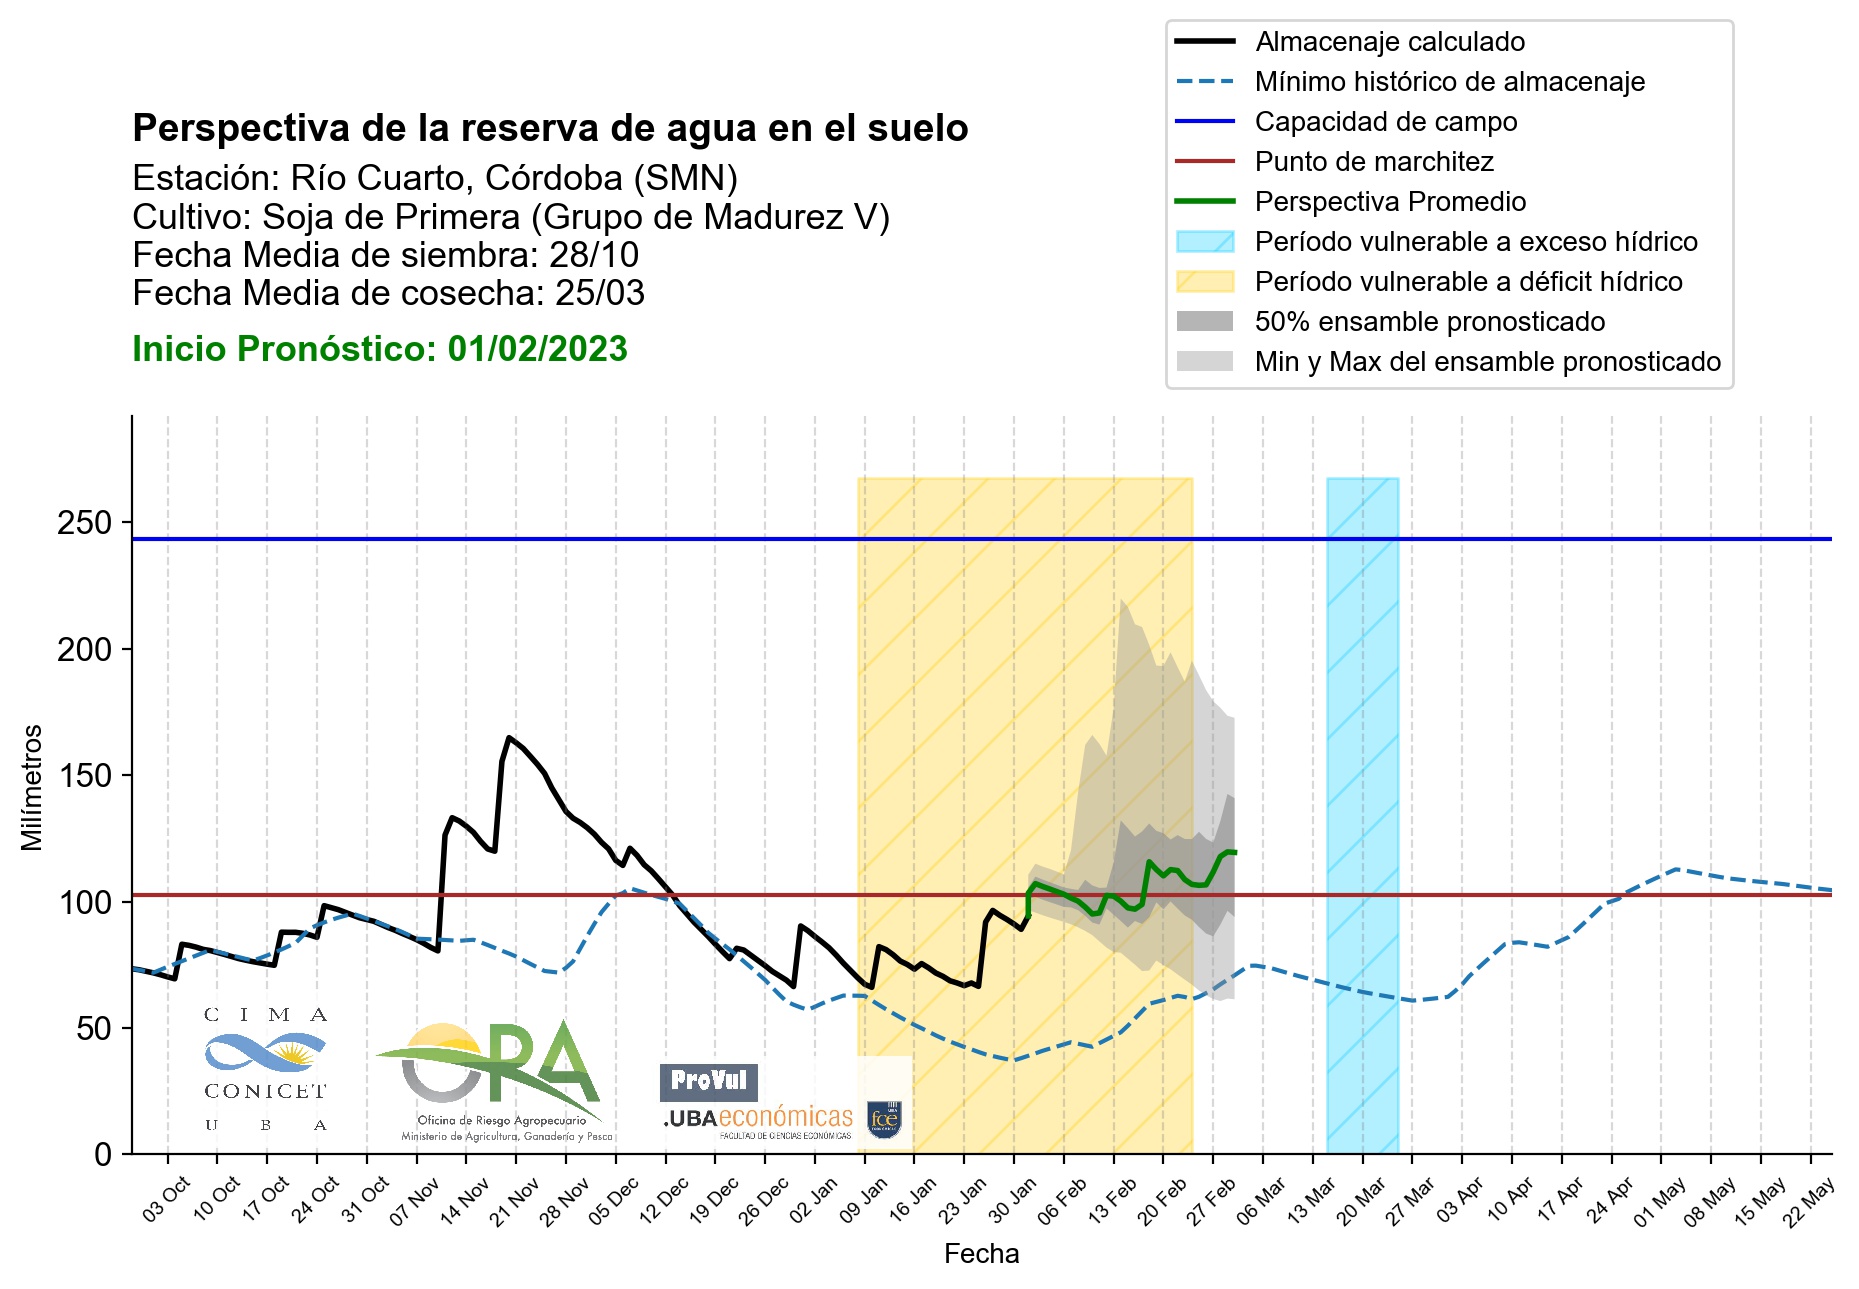 Almacenaje calculado
Mínimo histórico de almacenaje
Capacidad de campo
Punto de marchitez
Perspectiva Promedio
Período vulnerable a exceso hídrico
Período vulnerable a déficit hídrico
50% ensamble pronosticado
Min y Max del ensamble pronosticado
Perspectiva de la reserva de agua en el suelo
Estación: Río Cuarto, Córdoba (SMN)
Cultivo: Soja de Primera (Grupo de Madurez V)
Fecha Media de siembra: 28/10
Fecha Media de cosecha: 25/03
Inicio Pronóstico: 01/02/2023
Milímetros
250
200
150
100
50
0
C I M A
CONICET
U B A
ORA
Oficina de Riesgo Agropecuario
Ministerio de Agricultura, Ganadería y Pesca
ProVul
.UBAeconómicas
FACULTAD DE CIENCIAS ECONÓMICAS
fce
03 Oct
10 Oct
17 Oct
24 Oct
31 Oct
07 Nov
14 Nov
21 Nov
28 Nov
05 Dec
12 Dec
19 Dec
26 Dec
02 Jan
09 Jan
16 Jan
23 Jan
30 Jan
06 Feb
13 Feb
20 Feb
27 Feb
06 Mar
13 Mar
20 Mar
27 Mar
03 Apr
10 Apr
17 Apr
24 Apr
01 May
08 May
15 May
22 May
Fecha